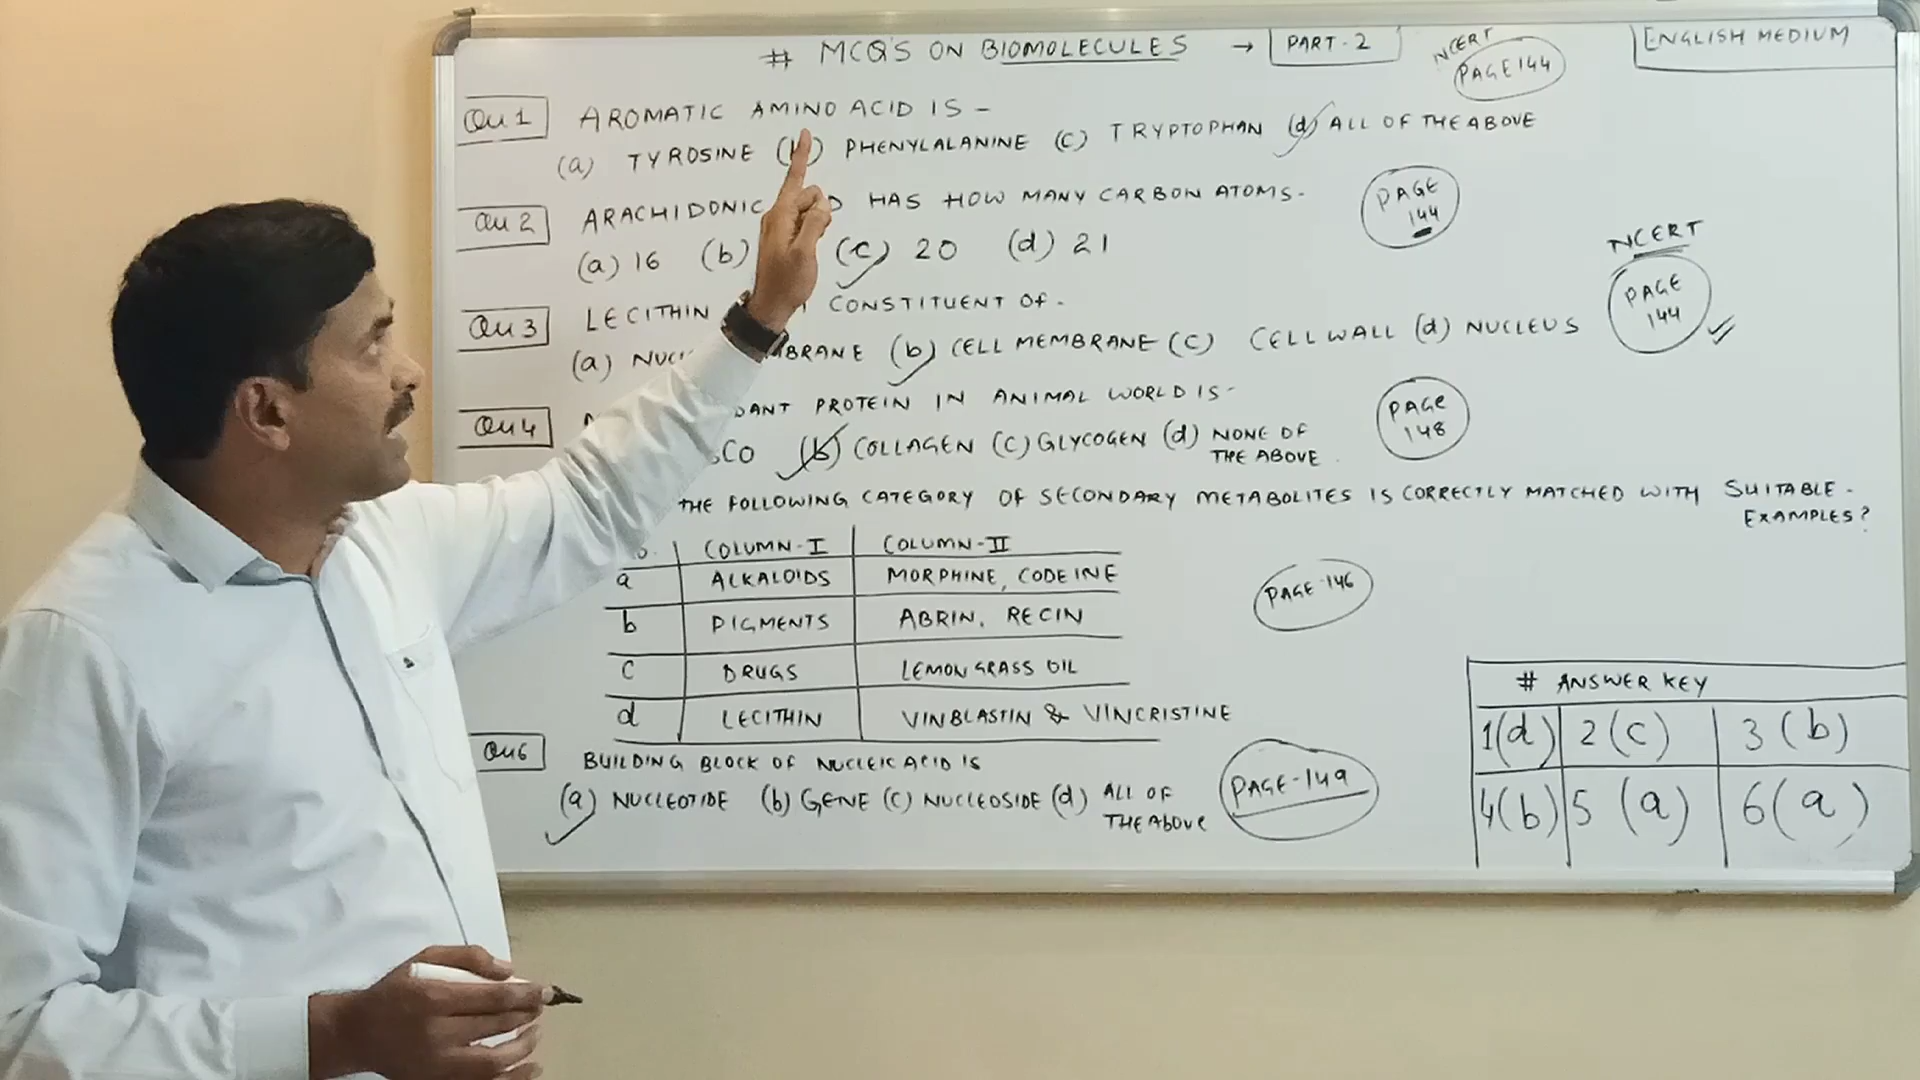 # MCQ'S ON BIOMOLECULES → PART-2
NCERT
PAGE 144
ENGLISH MEDIUM
Qu 1 AROMATIC AMINO ACID IS -
(a) TYROSINE (b) PHENYLALANINE (c) TRYPTOPHAN (d) ALL OF THE ABOVE
Qu 2 ARACHIDONIC HAS HOW MANY CARBON ATOMS.
(a) 16 (b) (c) 20 (d) 21
PAGE 144
Qu 3 LECITHIN CONSTITUENT OF.
(a) MEMBRANE (b) CELL MEMBRANE (c) CELL WALL (d) NUCLEUS
NCERT
PAGE 144
Qu 4 PROTEIN IN ANIMAL WORLD IS -
(b) COLLAGEN (c) GLYCOGEN (d) NONE OF THE ABOVE.
PAGE 148
THE FOLLOWING CATEGORY OF SECONDARY METABOLITES IS CORRECTLY MATCHED WITH SUITABLE - EXAMPLES?
COLUMN-I COLUMN-II
a ALKALOIDS MORPHINE, CODEINE
b PIGMENTS ABRIN, RECIN
c DRUGS LEMON GRASS OIL
d LECITHIN VINBLASTIN & VINCRISTINE
PAGE-146
Qu 6 BUILDING BLOCK OF NUCLEIC ACID IS
(a) NUCLEOTIDE (b) GENE (c) NUCLEOSIDE (d) ALL OF THE ABOVE
PAGE-149
# ANSWER KEY
1(d) 2(c) 3(b)
4(b) 5(a) 6(a)